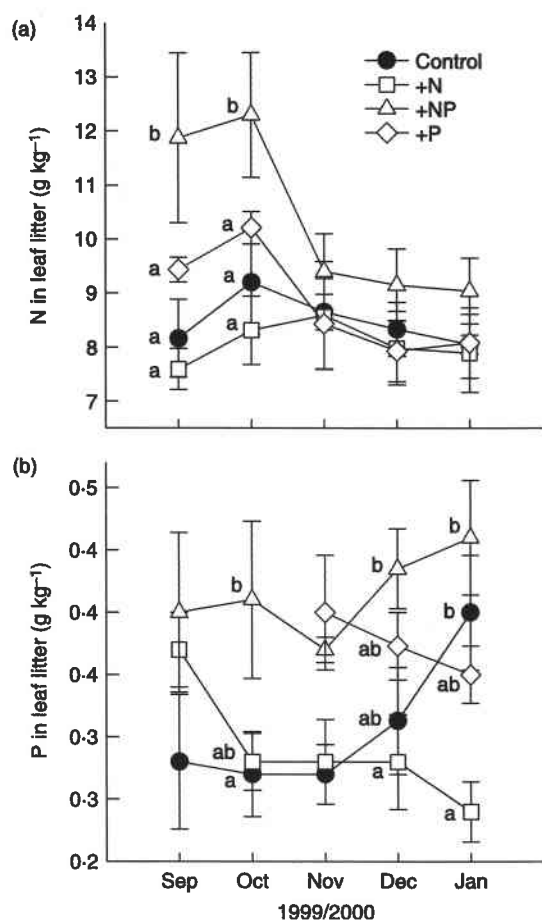 (a)
14
13
12
11
10
9
8
7
N in leaf litter (g kg⁻¹)
Control
+N
+NP
+P
b b
a a
a a
a a
(b)
0·5
0·4
0·4
0·4
0·3
0·3
0·2
P in leaf litter (g kg⁻¹)
b b b
b
ab ab ab
ab
a a
a
Sep Oct Nov Dec Jan
1999/2000